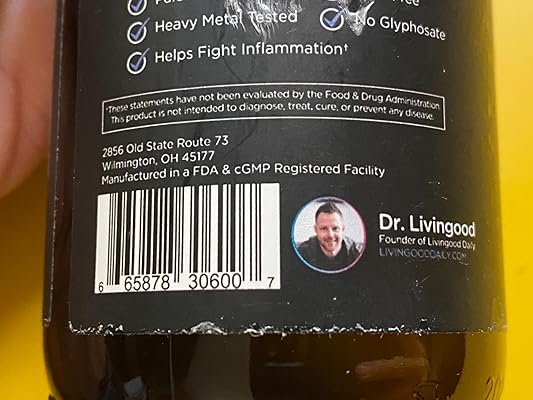 Heavy Metal Tested
No Glyphosate
Helps Fight Inflammation†
†These statements have not been evaluated by the Food & Drug Administration
This product is not intended to diagnose, treat, cure, or prevent any disease.
2856 Old State Route 73
Wilmington, OH 45177
Manufactured in a FDA & cGMP Registered Facility
6 65878 30600 7
Dr. Livingood
Founder of Livingood Daily
LIVINGOODDAILY.COM